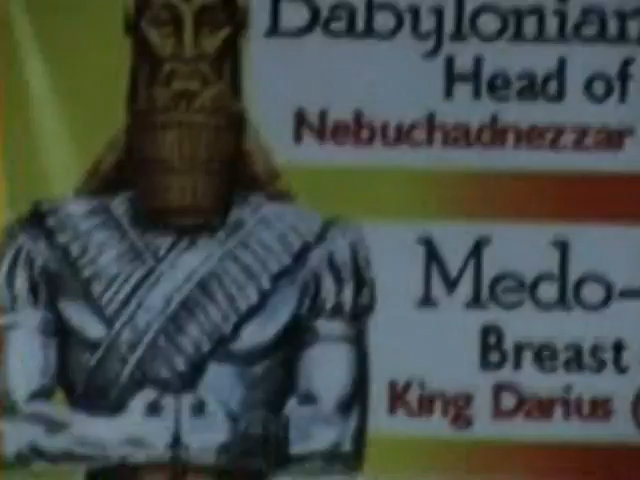 Babylonian
Head of
Nebuchadnezzar
Medo-
Breast
King Darius (